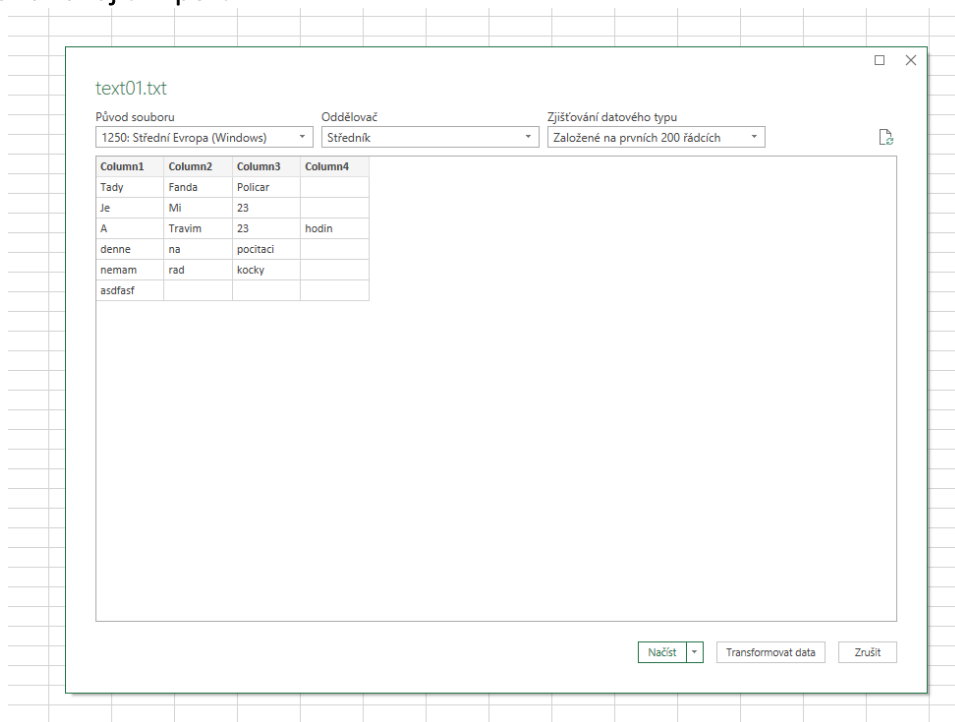 text01.txt
Původ souboru Oddělovač Zjišťování datového typu
1250: Střední Evropa (Windows) Středník Založené na prvních 200 řádcích
Column1 Column2 Column3 Column4
Tady Fanda Policar
Je Mi 23
A Travim 23 hodin
denne na pocitaci
nemam rad kocky
asdfasf
Načíst Transformovat data Zrušit